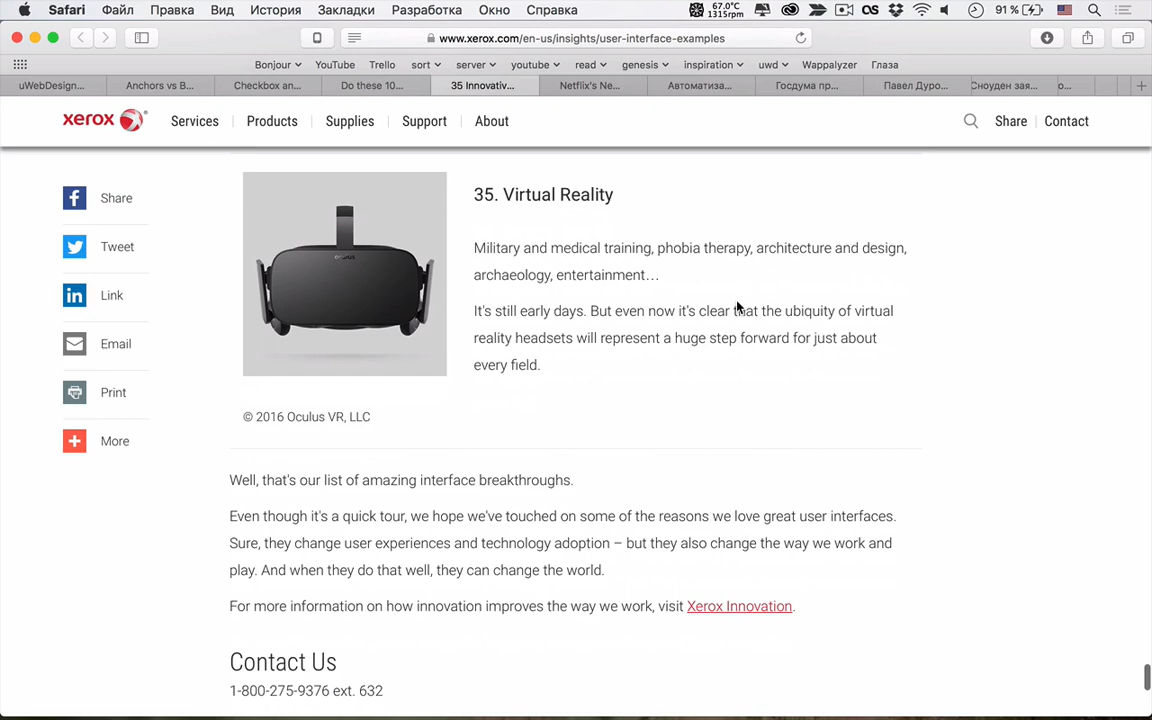 Safari Файл Правка Вид История Закладки Разработка Окно Справка 67.0°C 1315rpm 91 %
www.xerox.com/en-us/insights/user-interface-examples
Bonjour YouTube Trello sort server youtube read genesis inspiration uwd Wappalyzer Глаза
uWebDesign... Anchors vs B... Checkbox an... Do these 10... 35 Innovativ... Netflix's Ne... Автоматиза... Госдума пр... Павел Дуро... Сноуден зая... о...
xerox Services Products Supplies Support About Share Contact
Share
Tweet
Link
Email
Print
More
oculus
35. Virtual Reality
Military and medical training, phobia therapy, architecture and design,
archaeology, entertainment…
It's still early days. But even now it's clear that the ubiquity of virtual
reality headsets will represent a huge step forward for just about
every field.
© 2016 Oculus VR, LLC
Well, that's our list of amazing interface breakthroughs.
Even though it's a quick tour, we hope we've touched on some of the reasons we love great user interfaces.
Sure, they change user experiences and technology adoption – but they also change the way we work and
play. And when they do that well, they can change the world.
For more information on how innovation improves the way we work, visit Xerox Innovation.
Contact Us
1-800-275-9376 ext. 632